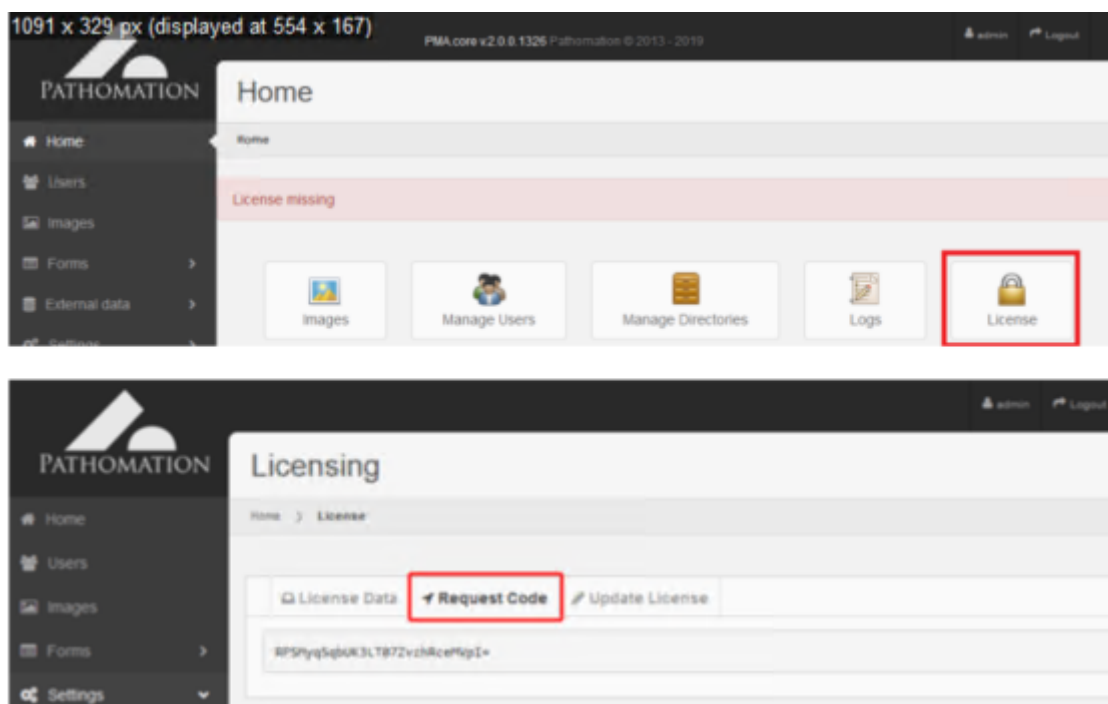 1091 x 329 px (displayed at 554 x 167)
PMA.core v2.0.0.1326 Pathomation © 2013 - 2019
admin Logout
PATHOMATION
Home
Home
Home
Users
License missing
Images
Forms
External data
Settings
Images Manage Users Manage Directories Logs License
admin Logout
PATHOMATION
Licensing
Home
Home > License
Users
License Data Request Code Update License
Images
Forms
Settings